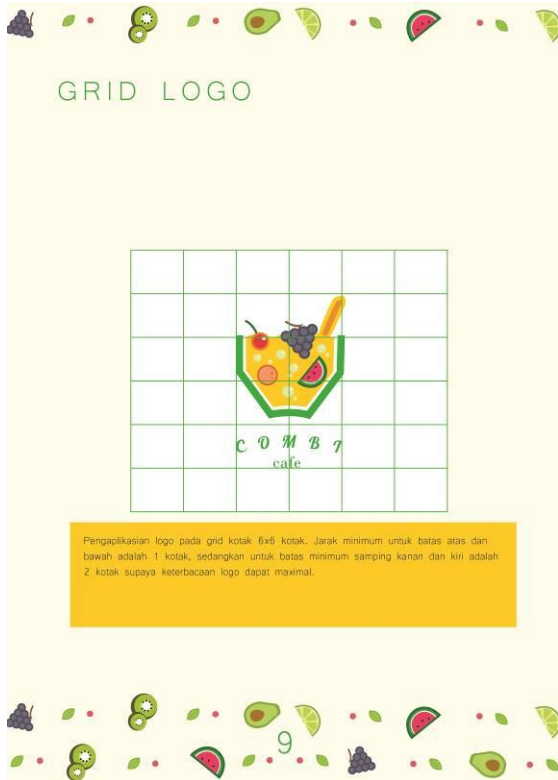 GRID LOGO
COMBI
cafe
Pengaplikasian logo pada grid kotak 6x6 kotak. Jarak minimum untuk batas atas dan
bawah adalah 1 kotak, sedangkan untuk batas minimum samping kanan dan kiri adalah
2 kotak supaya keterbacaan logo dapat maximal.
9